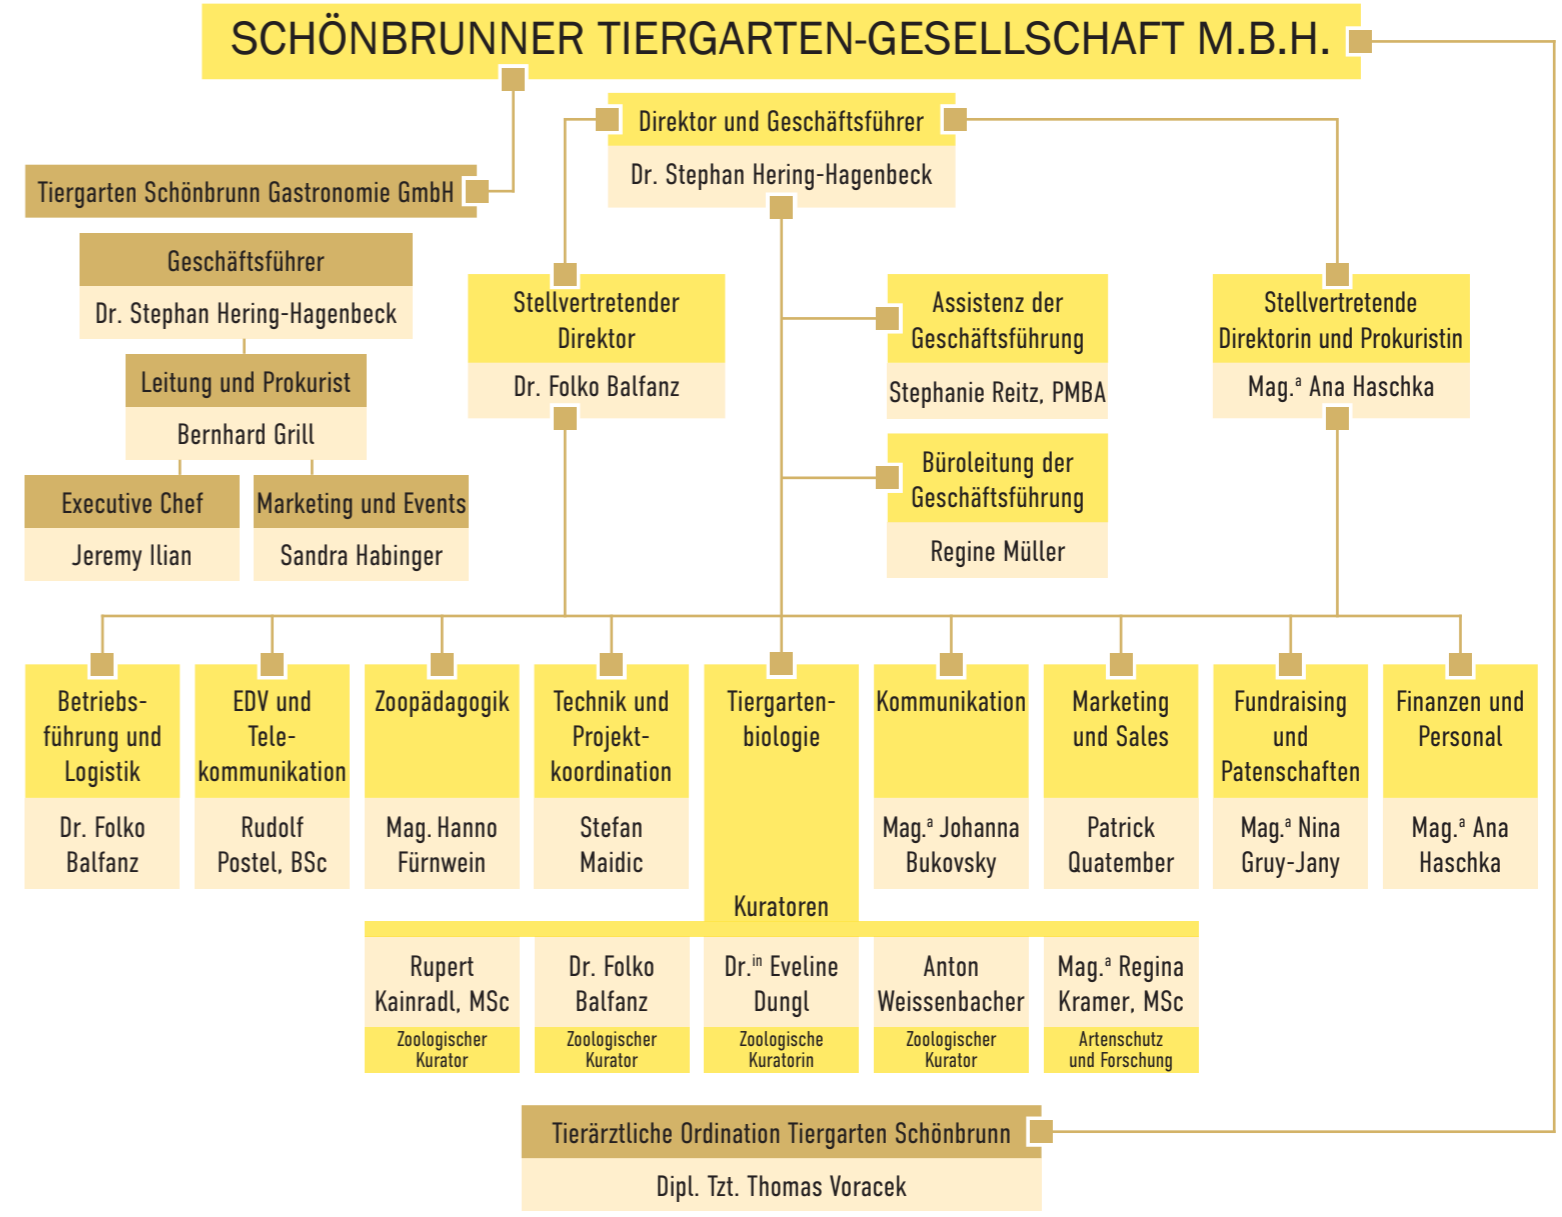 SCHÖNBRUNNER TIERGARTEN-GESELLSCHAFT M.B.H.
Direktor und Geschäftsführer
Dr. Stephan Hering-Hagenbeck
Tiergarten Schönbrunn Gastronomie GmbH
Geschäftsführer
Dr. Stephan Hering-Hagenbeck
Leitung und Prokurist
Bernhard Grill
Executive Chef
Jeremy Ilian
Marketing und Events
Sandra Habinger
Stellvertretender
Direktor
Dr. Folko Balfanz
Assistenz der
Geschäftsführung
Stephanie Reitz, PMBA
Büroleitung der
Geschäftsführung
Regine Müller
Stellvertretende
Direktorin und Prokuristin
Mag.ª Ana Haschka
Betriebs-
führung und
Logistik
Dr. Folko
Balfanz
EDV und
Tele-
kommunikation
Rudolf
Postel, BSc
Zoopädagogik
Mag. Hanno
Fürnwein
Technik und
Projekt-
koordination
Stefan
Maidic
Tiergarten-
biologie
Kuratoren
Kommunikation
Mag.ª Johanna
Bukovsky
Marketing
und Sales
Patrick
Quatember
Fundraising
und
Patenschaften
Mag.ª Nina
Gruy-Jany
Finanzen und
Personal
Mag.ª Ana
Haschka
Rupert
Kainradl, MSc
Zoologischer
Kurator
Dr. Folko
Balfanz
Zoologischer
Kurator
Dr.ⁱⁿ Eveline
Dungl
Zoologische
Kuratorin
Anton
Weissenbacher
Zoologischer
Kurator
Mag.ª Regina
Kramer, MSc
Artenschutz
und Forschung
Tierärztliche Ordination Tiergarten Schönbrunn
Dipl. Tzt. Thomas Voracek